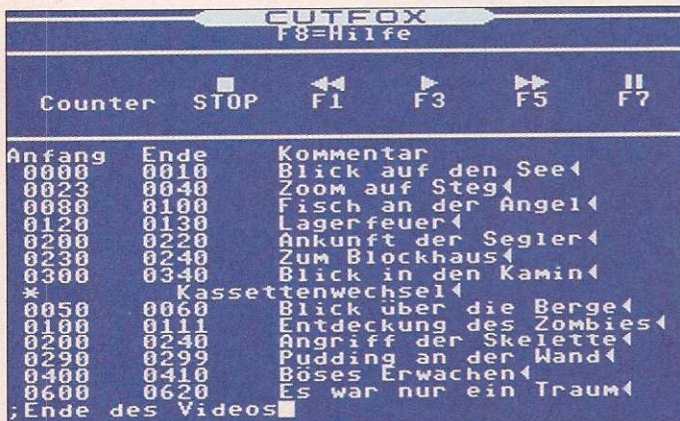 CUTFOX
F8=Hilfe
Counter STOP F1 F3 F5 F7
Anfang Ende Kommentar
0000 0010 Blick auf den See
0023 0040 Zoom auf Steg
0080 0100 Fisch an der Angel
0120 0130 Lagerfeuer
0200 0220 Ankunft der Segler
0230 0240 Zum Blockhaus
0300 0340 Blick in den Kamin
* Kassettenwechsel
0050 0060 Blick über die Berge
0100 0111 Entdeckung des Zombies
0200 0240 Angriff der Skelette
0290 0299 Pudding an der Wand
0400 0410 Böses Erwachen
0600 0620 Es war nur ein Traum
;Ende des Videos